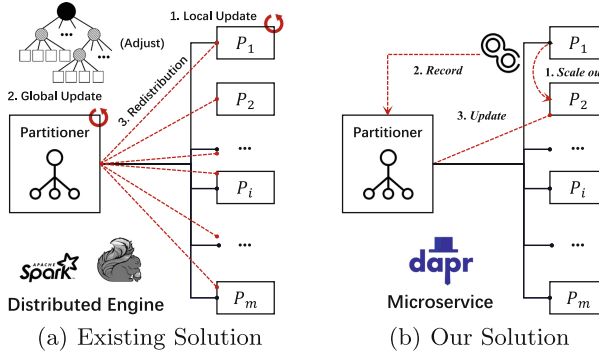 1. Local Update
(Adjust)
2. Global Update
Partitioner
3. Redistribution
P1
P2
...
Pi
...
Pm
APACHE
Spark
Distributed Engine
(a) Existing Solution
2. Record
1. Scale out
3. Update
Partitioner
P1
P2
...
Pi
...
Pm
dapr
Microservice
(b) Our Solution